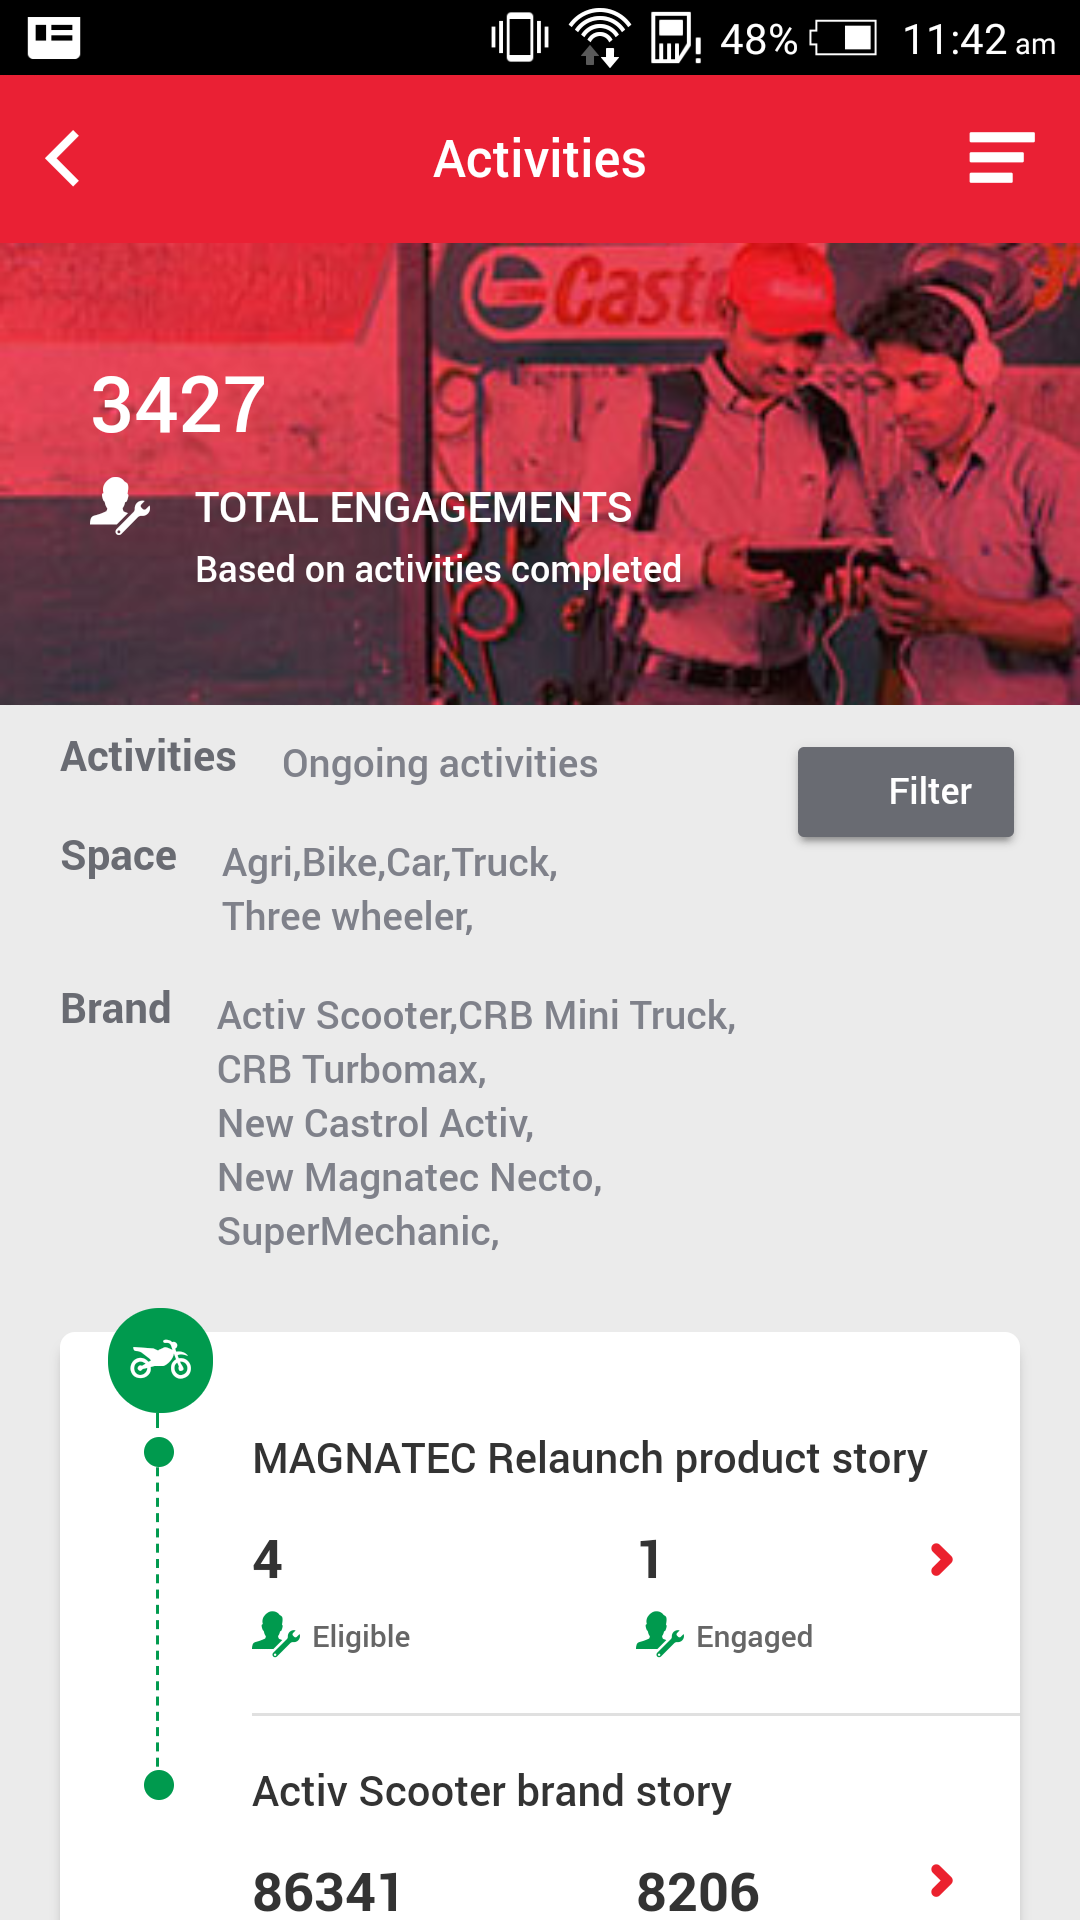 48% 11:42 am
Activities
Castr
3427
TOTAL ENGAGEMENTS
Based on activities completed
Activities Ongoing activities
Filter
Space Agri,Bike,Car,Truck,
Three wheeler,
Brand Activ Scooter,CRB Mini Truck,
CRB Turbomax,
New Castrol Activ,
New Magnatec Necto,
SuperMechanic,
MAGNATEC Relaunch product story
4 1
Eligible Engaged
Activ Scooter brand story
86341 8206